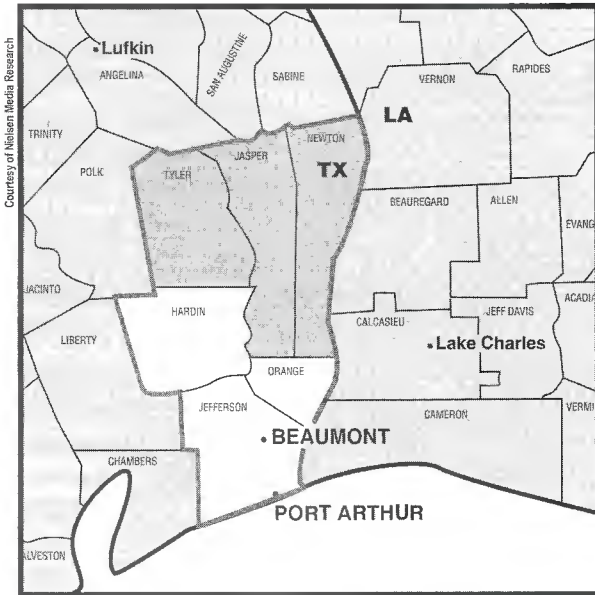 Courtesy of Nielsen Media Research
Lufkin
ANGELINA
SAN AUGUSTINE
SABINE
VERNON
RAPIDES
LA
TRINITY
NEWTON
JASPER
TX
POLK
TYLER
BEAUREGARD
ALLEN
EVANG
JACINTO
HARDIN
CALCASIEU
JEFF DAVIS
ACADIA
LIBERTY
Lake Charles
ORANGE
JEFFERSON
CAMERON
VERMI
BEAUMONT
CHAMBERS
PORT ARTHUR
ALVESTON